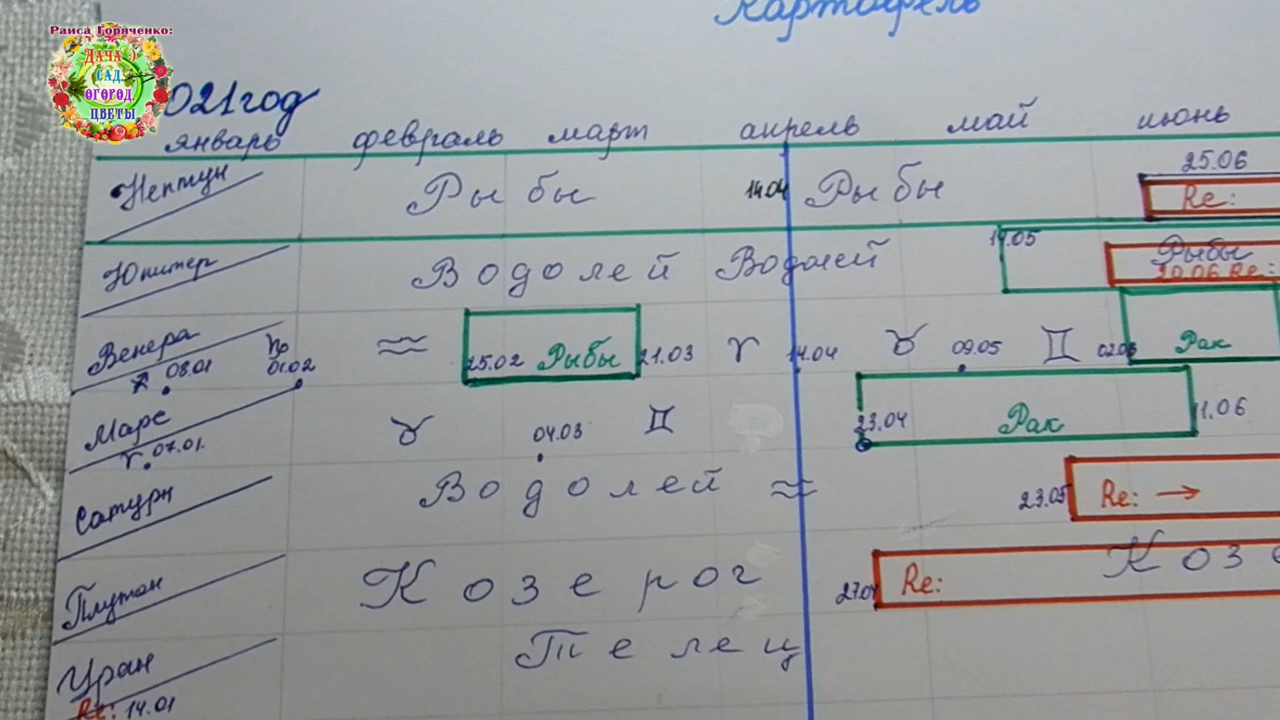 Картофель
Раиса Горяченко:
Дача :)
сад,
огород,
цветы
021 год
январь февраль март апрель май июнь
Нептун Рыбы 14.04 Рыбы 25.06
Re:
Юпитер Водолей Водолей 14.05 Рыбы
20.06 Re:
Венера ♐ 08.01 ♑ 01.02 ♒ 25.02 Рыбы 21.03 ♈ 14.04 ♉ 09.05 ♊ 02.06 Рак
Марс ♈ 07.01. ♉ 04.03 ♊ 23.04 Рак 11.06
Сатурн Водолей ♒ 23.05 Re: →
Плутон Козерог 27.04 Re: Козе
Уран Телец
Re: 14.01